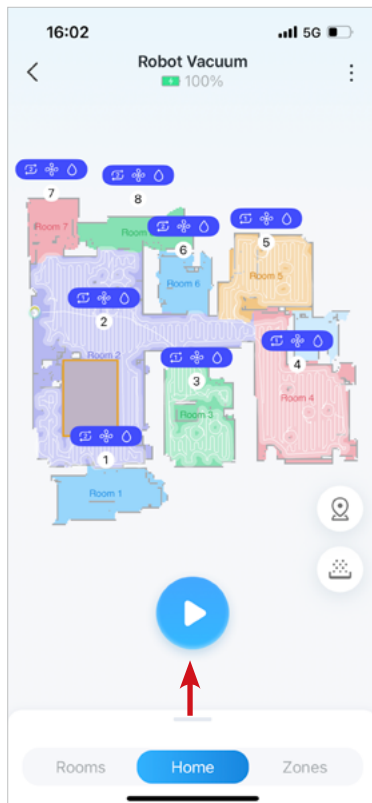 16:02 5G
Robot Vacuum
100%
7
8
Room 7
Room
6
5
Room 6
Room 5
2
Room 2
3
4
Room 3
Room 4
1
Room 1
Rooms Home Zones